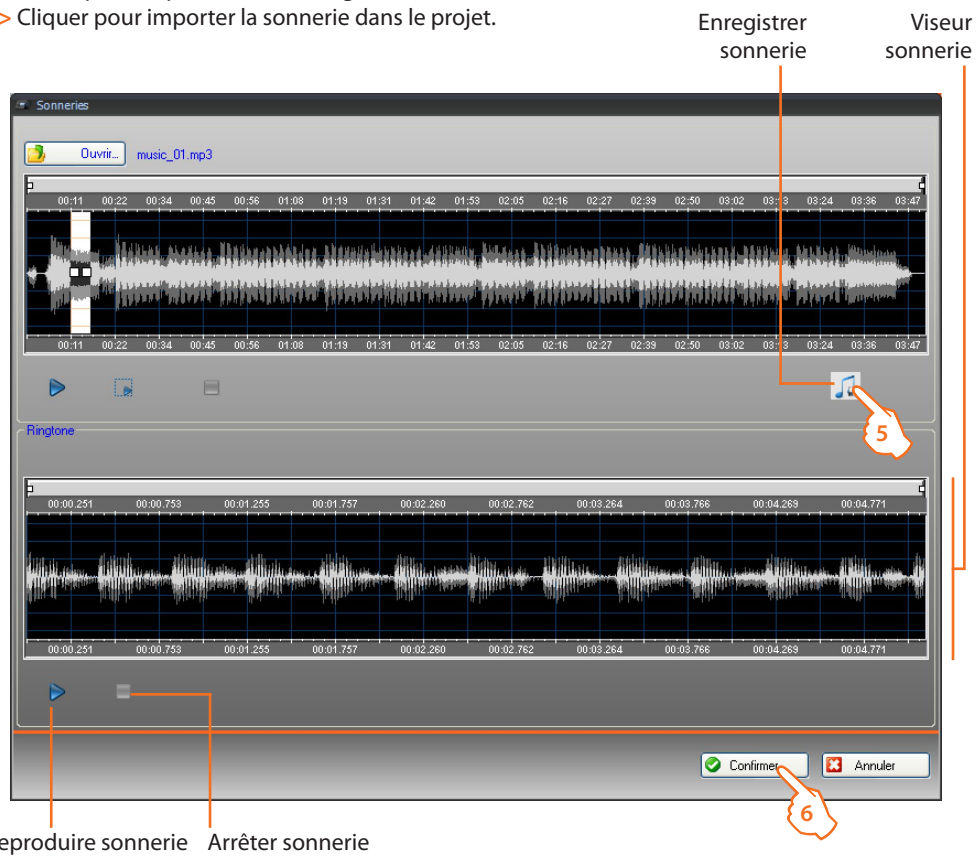 > Cliquer pour importer la sonnerie dans le projet.
Enregistrer sonnerie
Viseur sonnerie
Sonneries
Ouvrir...
music_01.mp3
00:11 00:22 00:34 00:45 00:56 01:08 01:19 01:31 01:42 01:53 02:05 02:16 02:27 02:39 02:50 03:02 03:13 03:24 03:36 03:47
00:11 00:22 00:34 00:45 00:56 01:08 01:19 01:31 01:42 01:53 02:05 02:16 02:27 02:39 02:50 03:02 03:13 03:24 03:36 03:47
5
Ringtone
00:00.251 00:00.753 00:01.255 00:01.757 00:02.260 00:02.762 00:03.264 00:03.766 00:04.269 00:04.771
00:00.251 00:00.753 00:01.255 00:01.757 00:02.260 00:02.762 00:03.264 00:03.766 00:04.269 00:04.771
Confirmer
Annuler
6
eproduire sonnerie
Arrêter sonnerie